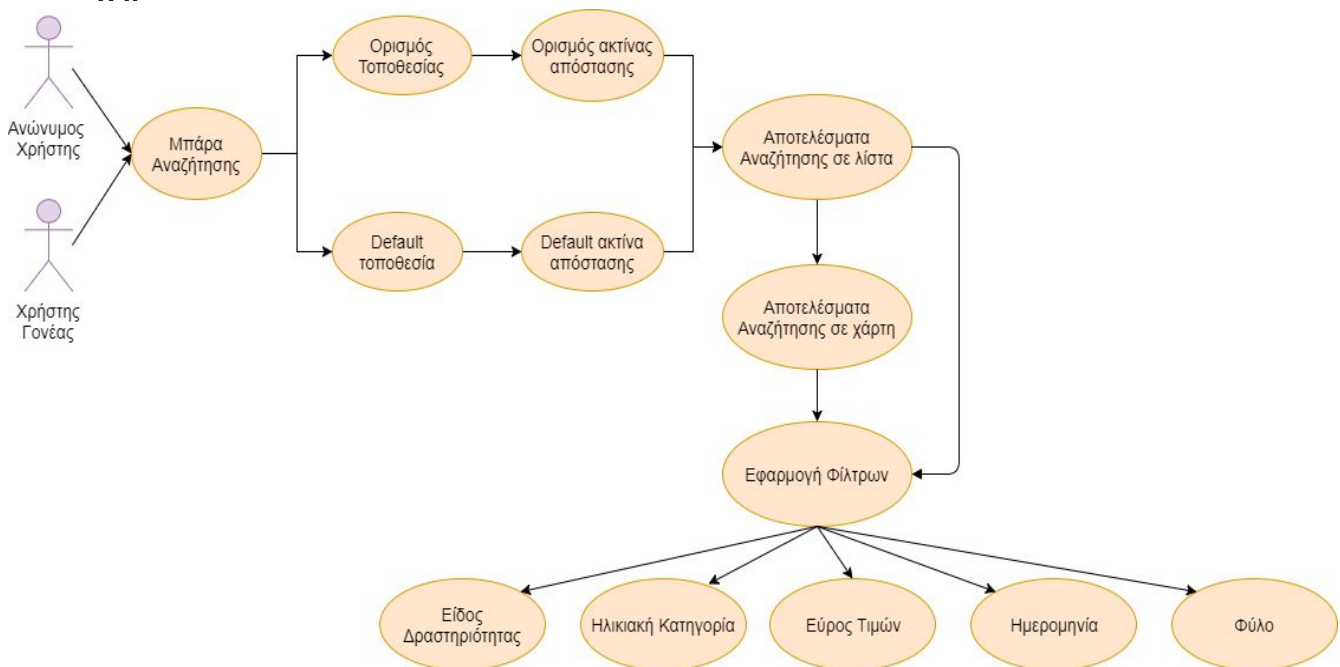 Ανώνυμος
Χρήστης
Χρήστης
Γονέας
Μπάρα
Αναζήτησης
Ορισμός
Τοποθεσίας
Ορισμός ακτίνας
απόστασης
Default
τοποθεσία
Default ακτίνα
απόστασης
Αποτελέσματα
Αναζήτησης σε λίστα
Αποτελέσματα
Αναζήτησης σε χάρτη
Εφαρμογή Φίλτρων
Είδος
Δραστηριότητας
Ηλικιακή Κατηγορία
Εύρος Τιμών
Ημερομηνία
Φύλο